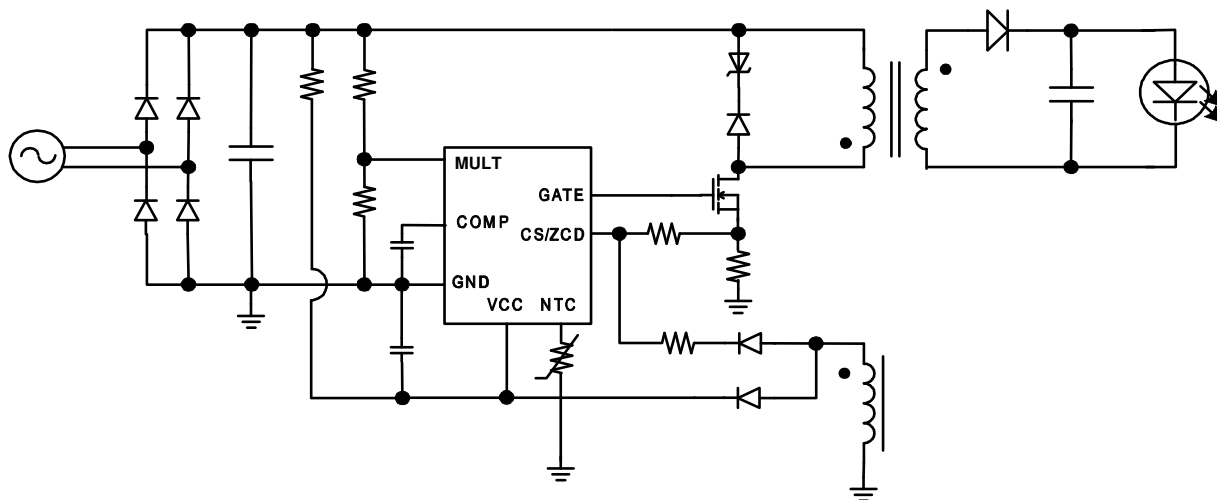 MULT
GATE
COMP
CS/ZCD
GND
VCC NTC